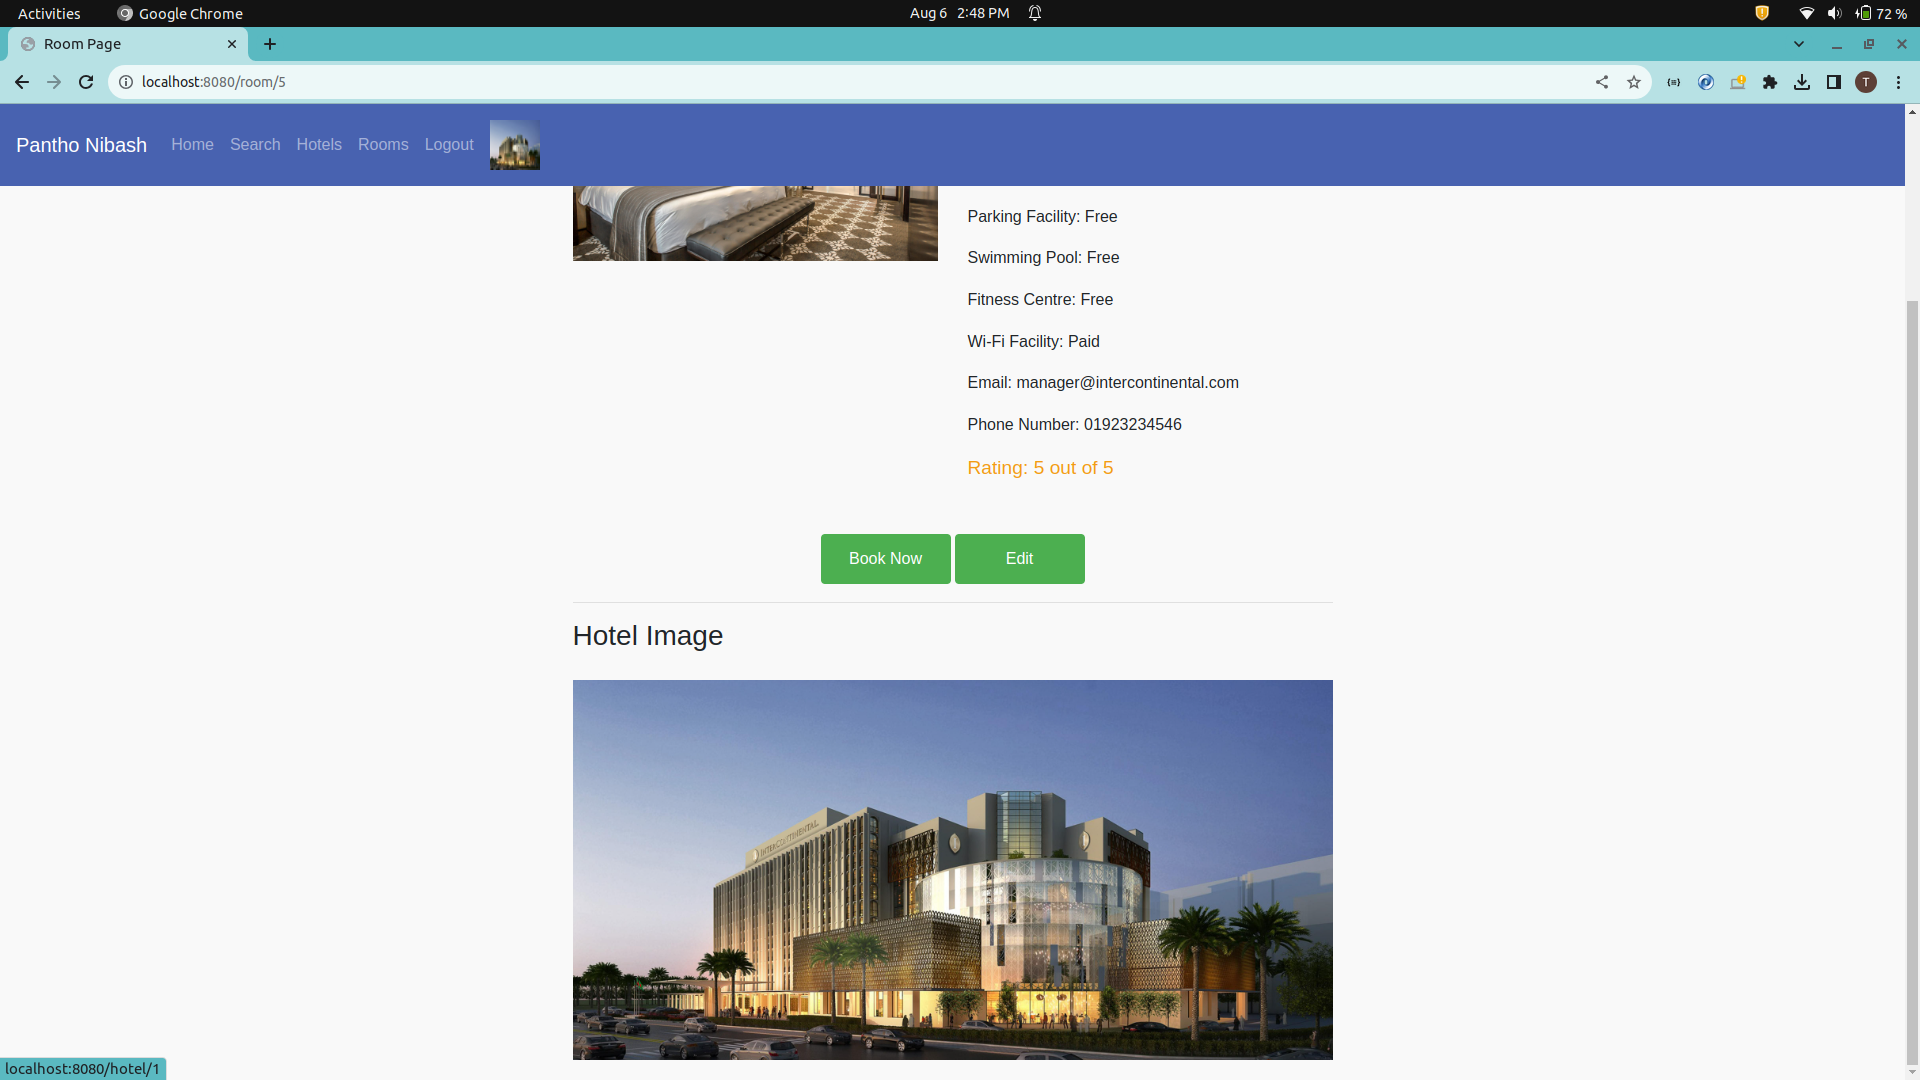 Activities Google Chrome Aug 6 2:48 PM 72 %
Room Page
localhost:8080/room/5 T
Pantho Nibash Home Search Hotels Rooms Logout
Parking Facility: Free
Swimming Pool: Free
Fitness Centre: Free
Wi-Fi Facility: Paid
Email: manager@intercontinental.com
Phone Number: 01923234546
Rating: 5 out of 5
Book Now Edit
Hotel Image
INTERCONTINENTAL
localhost:8080/hotel/1